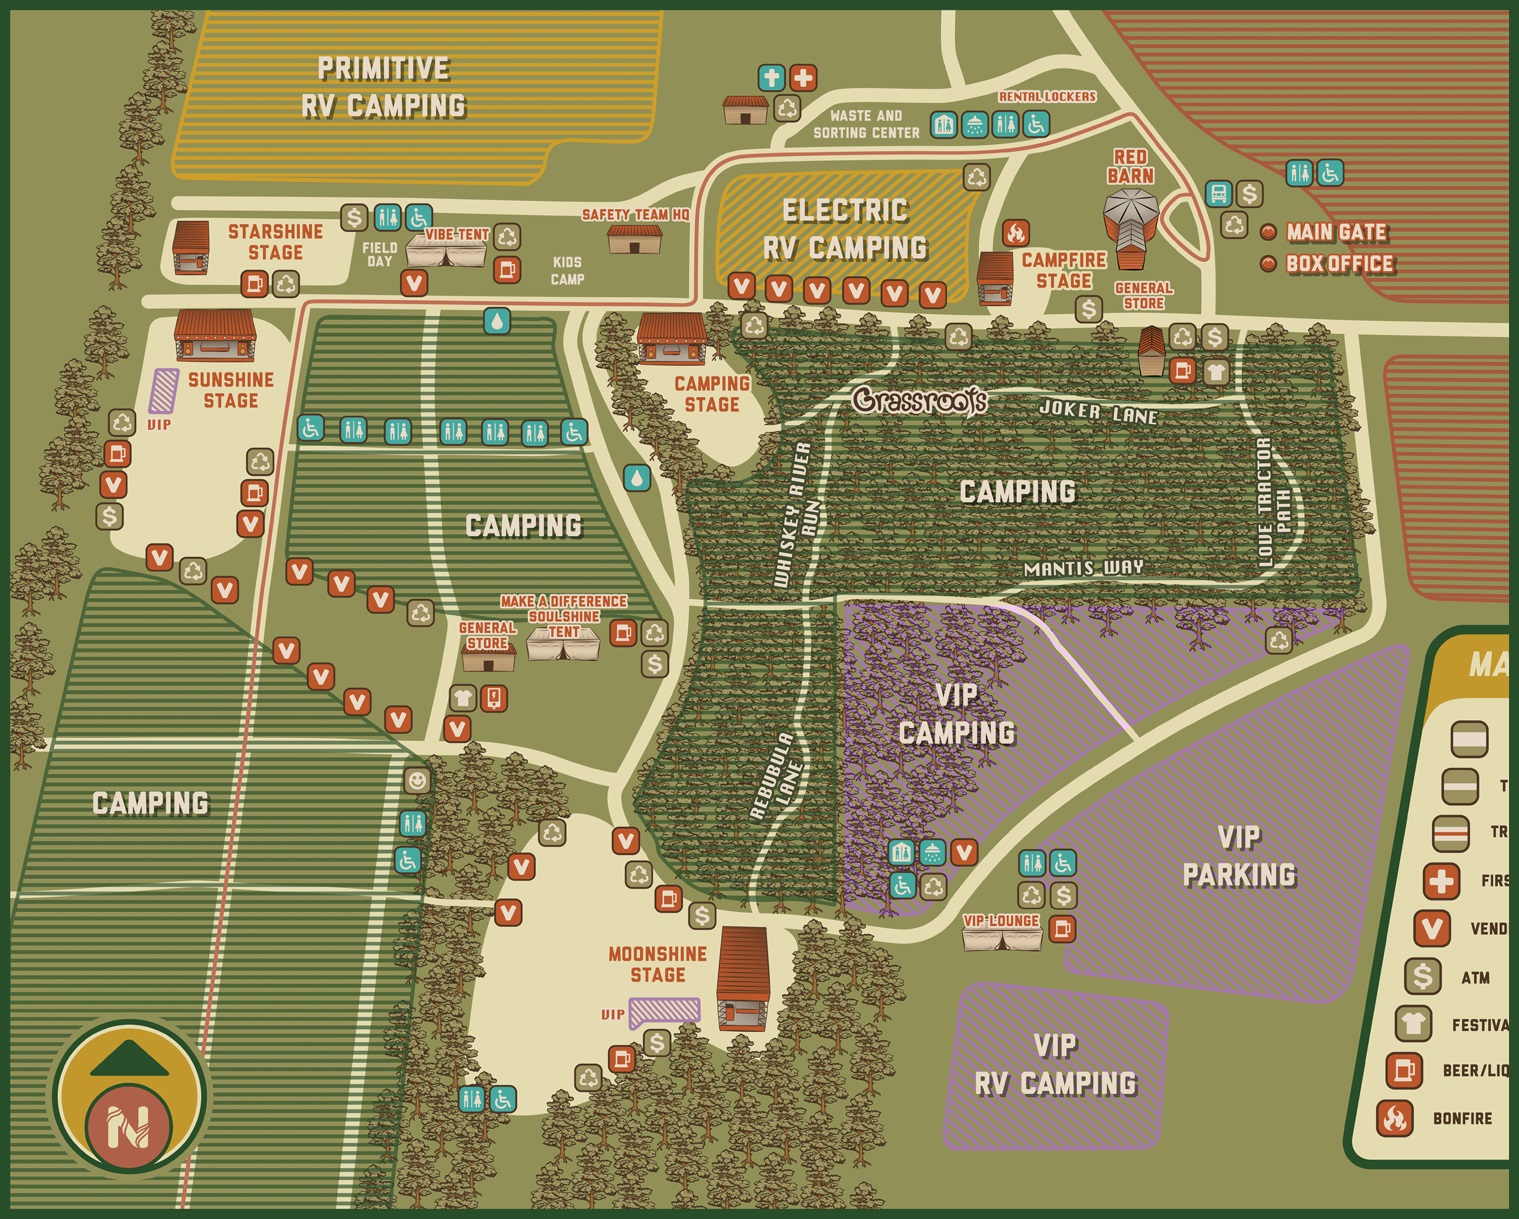 PRIMITIVE
RV CAMPING
WASTE AND
SORTING CENTER
RENTAL LOCKERS
RED
BARN
MAIN GATE
BOX OFFICE
STARSHINE
STAGE
FIELD
DAY
VIBE TENT
KIDS
CAMP
SAFETY TEAM HQ
ELECTRIC
RV CAMPING
V
V
V
V
V
V
V
CAMPFIRE
STAGE
GENERAL
STORE
$
$
$
$
SUNSHINE
STAGE
VIP
V
$
V
V
V
CAMPING
STAGE
Grassroots
JOKER LANE
CAMPING
WHISKEY RIVER
RUN
LOVE TRACTOR
PATH
MANTIS WAY
CAMPING
V
V
V
MAKE A DIFFERENCE
SOULSHINE
TENT
GENERAL
STORE
$
V
V
V
V
V
VIP
CAMPING
REBUBULA
LANE
CAMPING
V
V
V
$
V
VIP
PARKING
$
VIP LOUNGE
MOONSHINE
STAGE
VIP
$
VIP
RV CAMPING
N
MA
T
TR
FIRS
V
VEND
$
ATM
FESTIVA
BEER/LIQ
BONFIRE